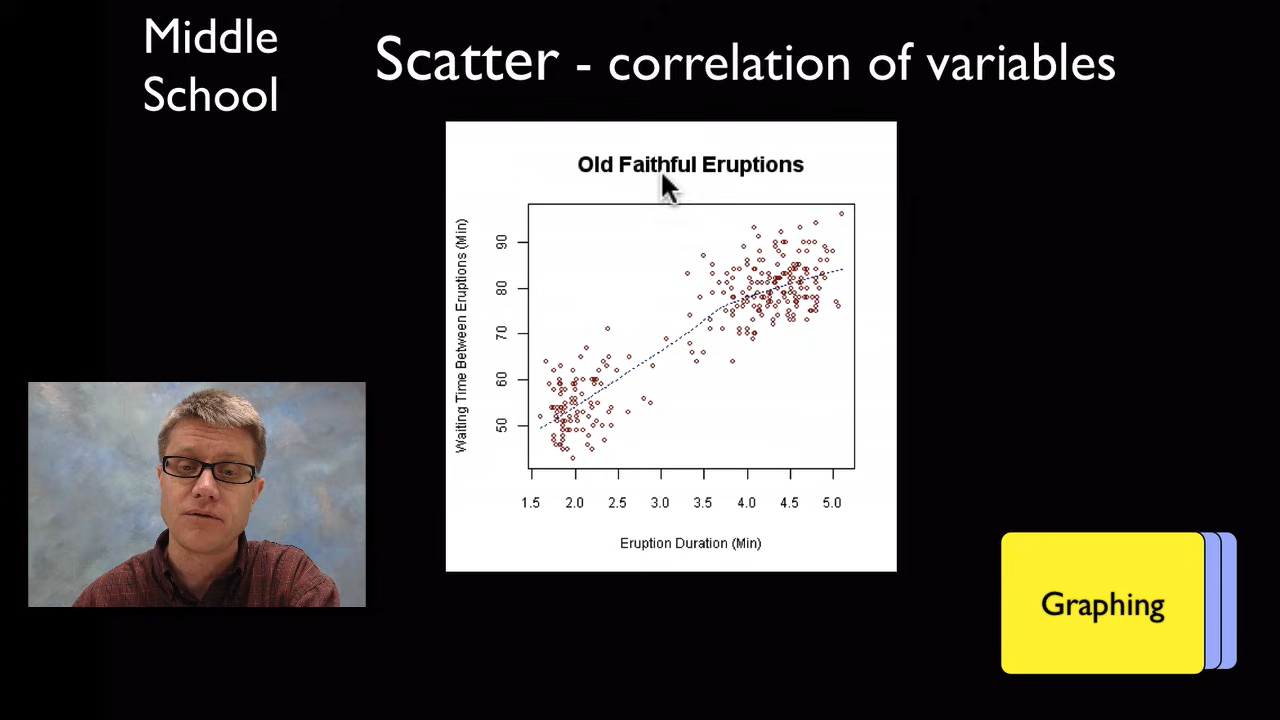 Middle
School
Scatter - correlation of variables
Old Faithful Eruptions
Waiting Time Between Eruptions (Min)
90
80
70
60
50
1.5 2.0 2.5 3.0 3.5 4.0 4.5 5.0
Eruption Duration (Min)
Graphing